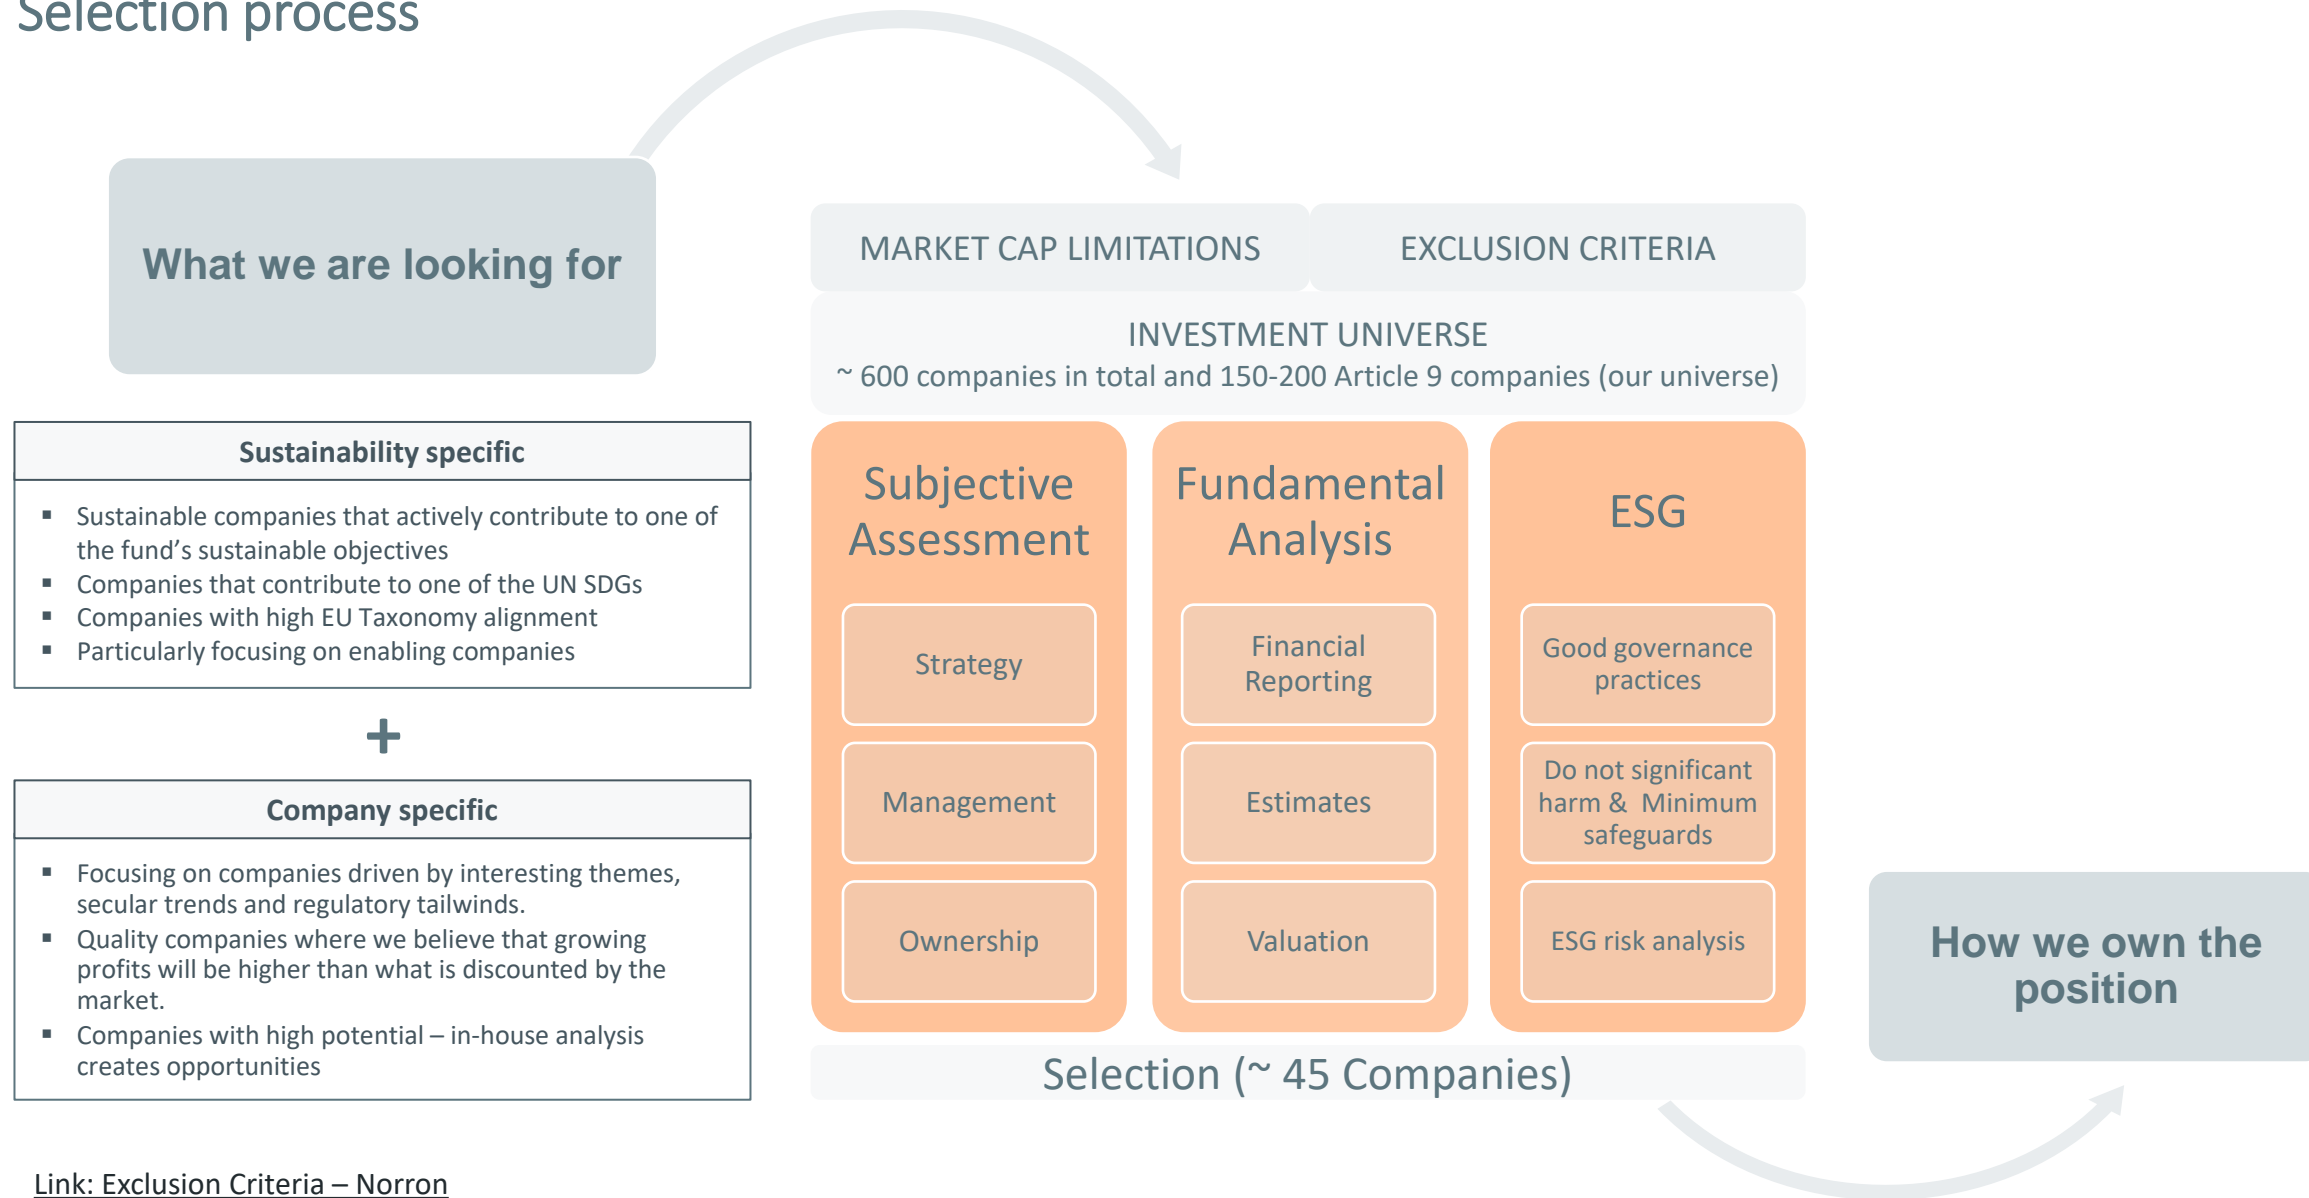 Selection process
What we are looking for
Sustainability specific
▪ Sustainable companies that actively contribute to one of
the fund's sustainable objectives
▪ Companies that contribute to one of the UN SDGs
▪ Companies with high EU Taxonomy alignment
▪ Particularly focusing on enabling companies
+
Company specific
▪ Focusing on companies driven by interesting themes,
secular trends and regulatory tailwinds.
▪ Quality companies where we believe that growing
profits will be higher than what is discounted by the
market.
▪ Companies with high potential – in-house analysis
creates opportunities
Link: Exclusion Criteria – Norron
MARKET CAP LIMITATIONS
EXCLUSION CRITERIA
INVESTMENT UNIVERSE
~ 600 companies in total and 150-200 Article 9 companies (our universe)
Subjective
Assessment
Strategy
Management
Ownership
Fundamental
Analysis
Financial
Reporting
Estimates
Valuation
ESG
Good governance
practices
Do not significant
harm & Minimum
safeguards
ESG risk analysis
Selection (~ 45 Companies)
How we own the
position